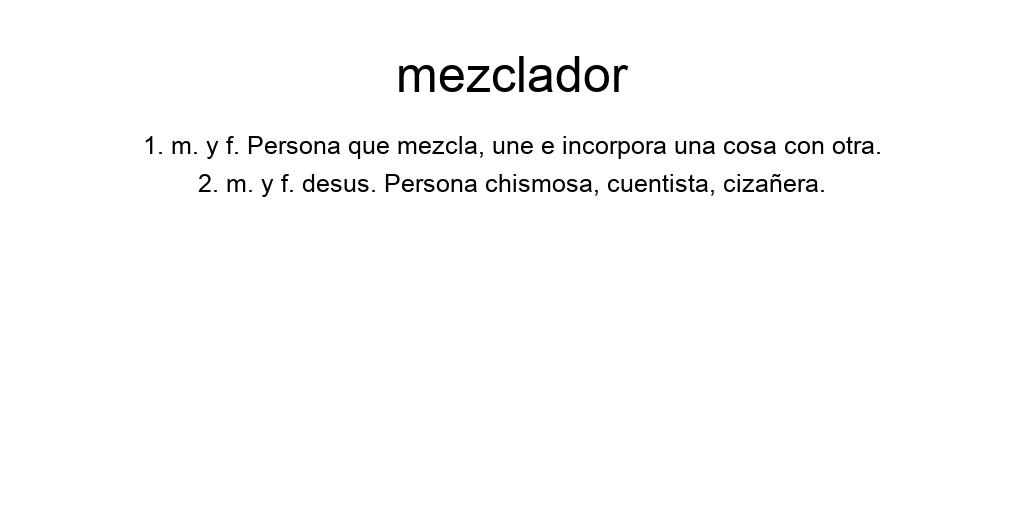 mezclador
1. m. y f. Persona que mezcla, une e incorpora una cosa con otra.
2. m. y f. desus. Persona chismosa, cuentista, cizañera.